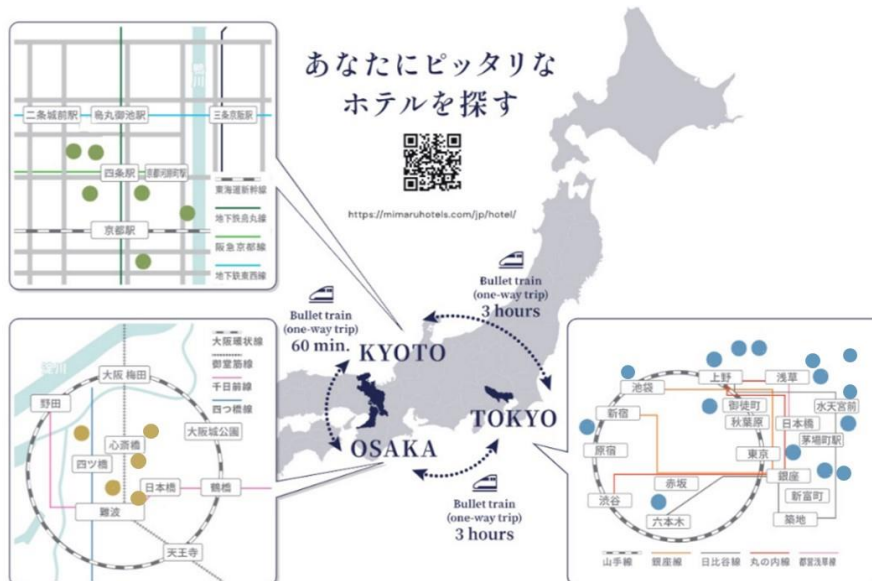 あなたにピッタリな
ホテルを探す
https://mimaruhotels.com/jp/hotel/
二条城前駅
烏丸御池駅
三条京阪駅
四条駅
京都河原町駅
京都駅
東海道新幹線
地下鉄烏丸線
阪急京都線
地下鉄東西線
Bullet train
(one-way trip)
60 min.
Bullet train
(one-way trip)
3 hours
KYOTO
TOKYO
OSAKA
Bullet train
(one-way trip)
3 hours
大阪環状線
御堂筋線
千日前線
四つ橋線
大阪 梅田
野田
心斎橋
大阪城公園
四ツ橋
日本橋
鶴橋
難波
天王寺
上野
浅草
池袋
御徒町
水天宮前
新宿
秋葉原
日本橋
茅場町駅
原宿
東京
銀座
赤坂
新富町
渋谷
六本木
築地
山手線
銀座線
日比谷線
丸の内線
都営浅草線